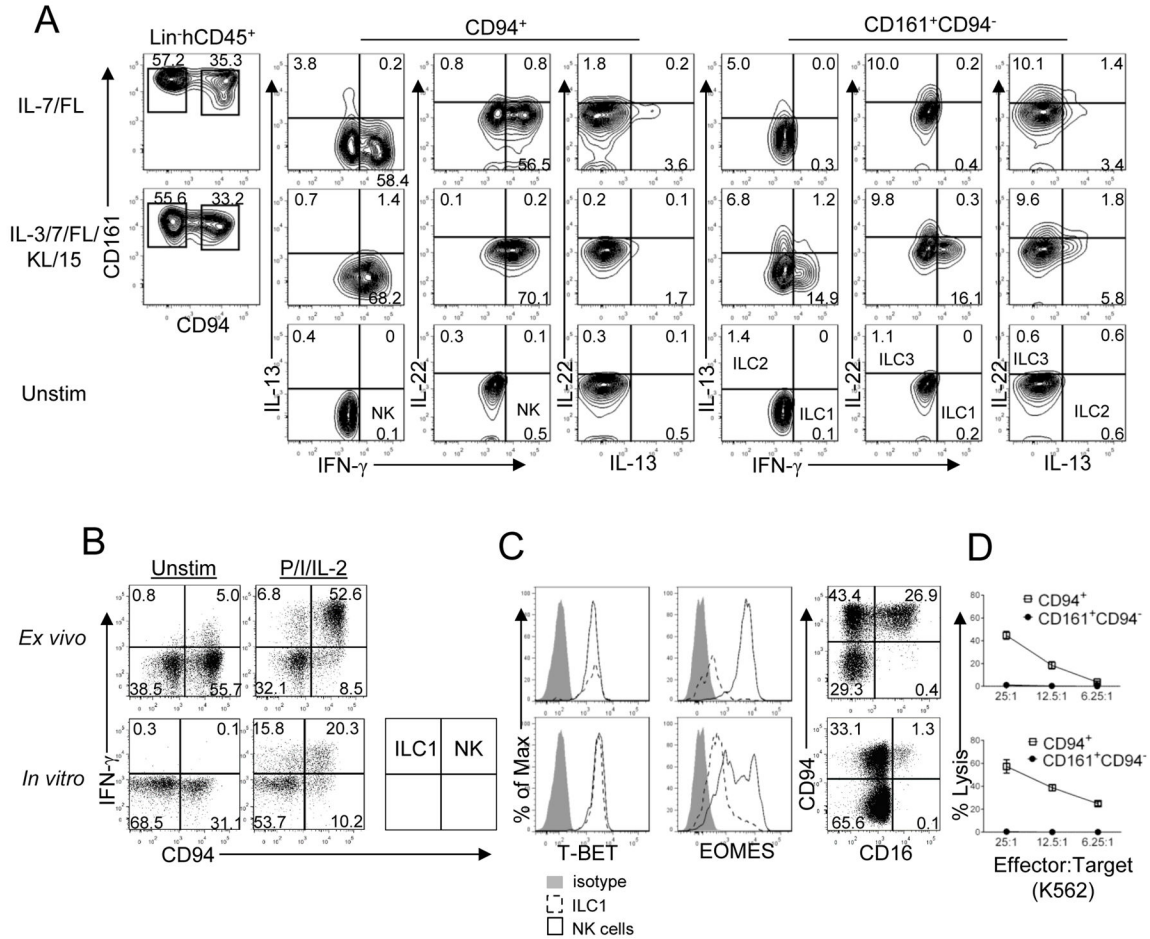 A
Lin-hCD45+
CD94+
CD161+CD94-
IL-7/FL
57.2 35.3
3.8 0.2
58.4
0.8 0.8
56.5
1.8 0.2
3.6
5.0 0.0
0.3
10.0 0.2
0.4
10.1 1.4
3.4
IL-3/7/FL/
KL/15
55.6 33.2
0.7 1.4
68.2
0.1 0.2
70.1
0.2 0.1
1.7
6.8 1.2
14.9
9.8 0.3
16.1
9.6 1.8
5.8
CD161
CD94
Unstim
0.4 0
NK
0.1
0.3 0.1
NK
0.5
0.3 0.1
0.5
1.4 0
ILC2
ILC1
0.1
1.1 0
ILC3
ILC1
0.2
0.6 0.6
ILC3
ILC2
0.6
IL-13
IL-22
IL-22
IL-13
IL-22
IL-22
IFN-γ
IL-13
IFN-γ
IL-13
B
Unstim
P/I/IL-2
Ex vivo
0.8 5.0
38.5 55.7
6.8 52.6
32.1 8.5
In vitro
0.3 0.1
68.5 31.1
15.8 20.3
53.7 10.2
ILC1 NK
IFN-γ
CD94
C
% of Max
T-BET
EOMES
43.4 26.9
29.3 0.4
33.1 1.3
65.6 0.1
CD94
CD16
isotype
ILC1
NK cells
D
80
60
40
20
0
CD94+
CD161+CD94-
25:1 12.5:1 6.25:1
80
60
40
20
0
CD94+
CD161+CD94-
25:1 12.5:1 6.25:1
% Lysis
Effector:Target
(K562)